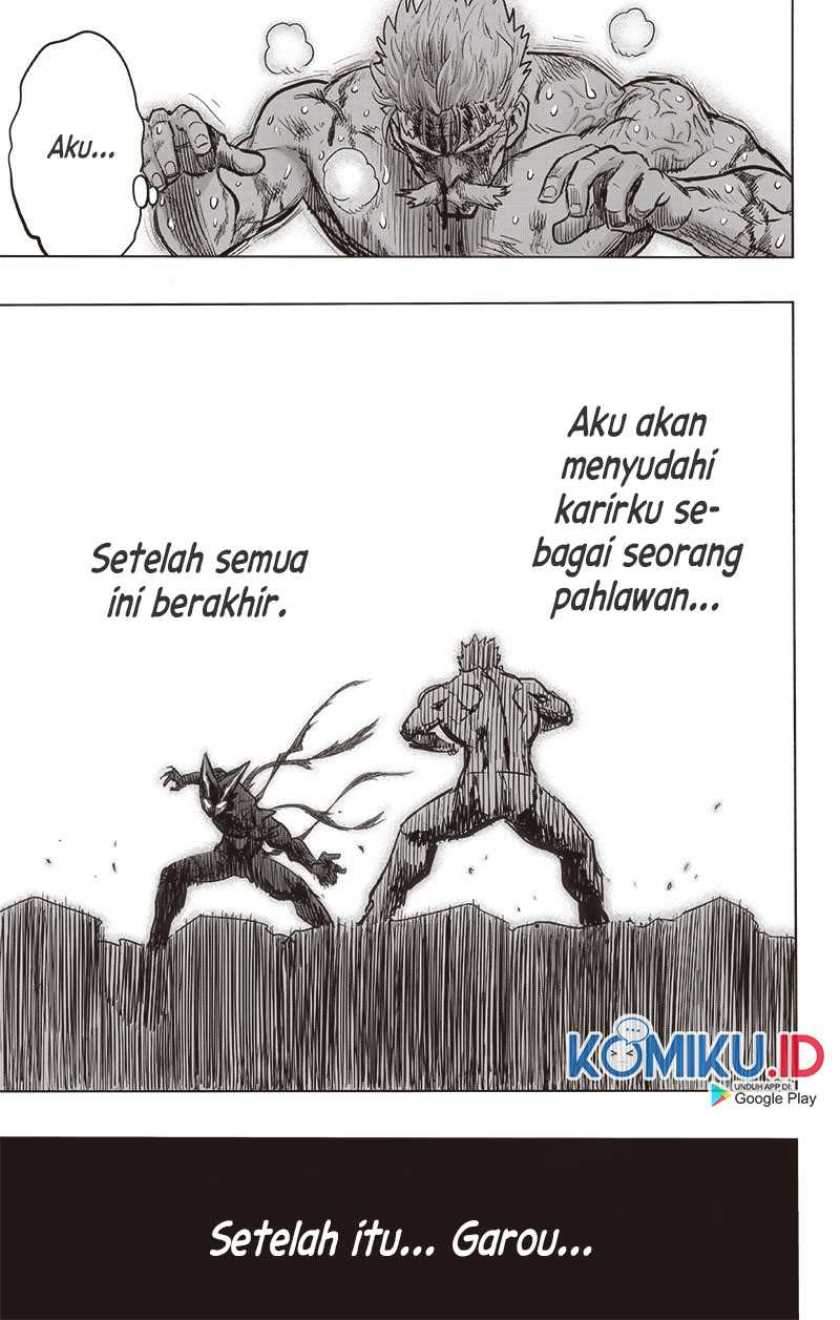 Aku...
Aku akan
menyudahi
karirku se-
bagai seorang
pahlawan...
Setelah semua
ini berakhir.
KOMIKU.ID
UNDUH APP DI:
Google Play
Setelah itu... Garou...